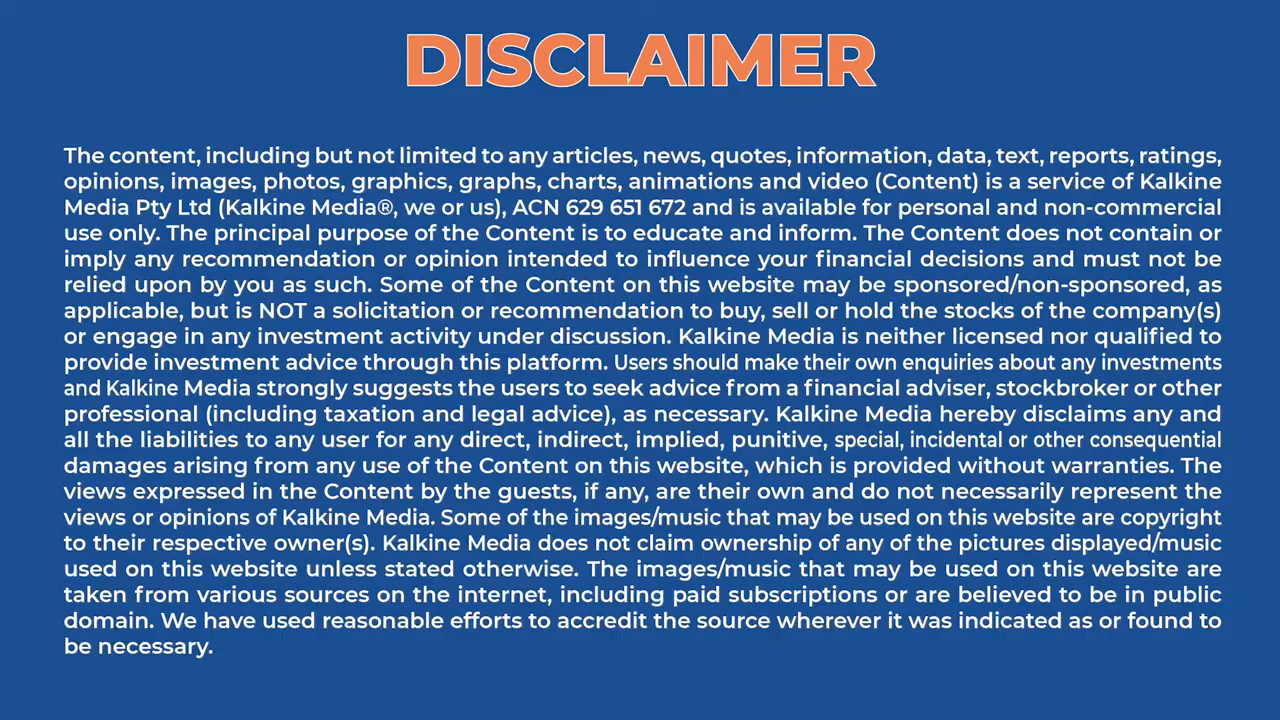 DISCLAIMER
The content, including but not limited to any articles, news, quotes, information, data, text, reports, ratings,
opinions, images, photos, graphics, graphs, charts, animations and video (Content) is a service of Kalkine
Media Pty Ltd (Kalkine Media®, we or us), ACN 629 651 672 and is available for personal and non-commercial
use only. The principal purpose of the Content is to educate and inform. The Content does not contain or
imply any recommendation or opinion intended to influence your financial decisions and must not be
relied upon by you as such. Some of the Content on this website may be sponsored/non-sponsored, as
applicable, but is NOT a solicitation or recommendation to buy, sell or hold the stocks of the company(s)
or engage in any investment activity under discussion. Kalkine Media is neither licensed nor qualified to
provide investment advice through this platform. Users should make their own enquiries about any investments
and Kalkine Media strongly suggests the users to seek advice from a financial adviser, stockbroker or other
professional (including taxation and legal advice), as necessary. Kalkine Media hereby disclaims any and
all the liabilities to any user for any direct, indirect, implied, punitive, special, incidental or other consequential
damages arising from any use of the Content on this website, which is provided without warranties. The
views expressed in the Content by the guests, if any, are their own and do not necessarily represent the
views or opinions of Kalkine Media. Some of the images/music that may be used on this website are copyright
to their respective owner(s). Kalkine Media does not claim ownership of any of the pictures displayed/music
used on this website unless stated otherwise. The images/music that may be used on this website are
taken from various sources on the internet, including paid subscriptions or are believed to be in public
domain. We have used reasonable efforts to accredit the source wherever it was indicated as or found to
be necessary.